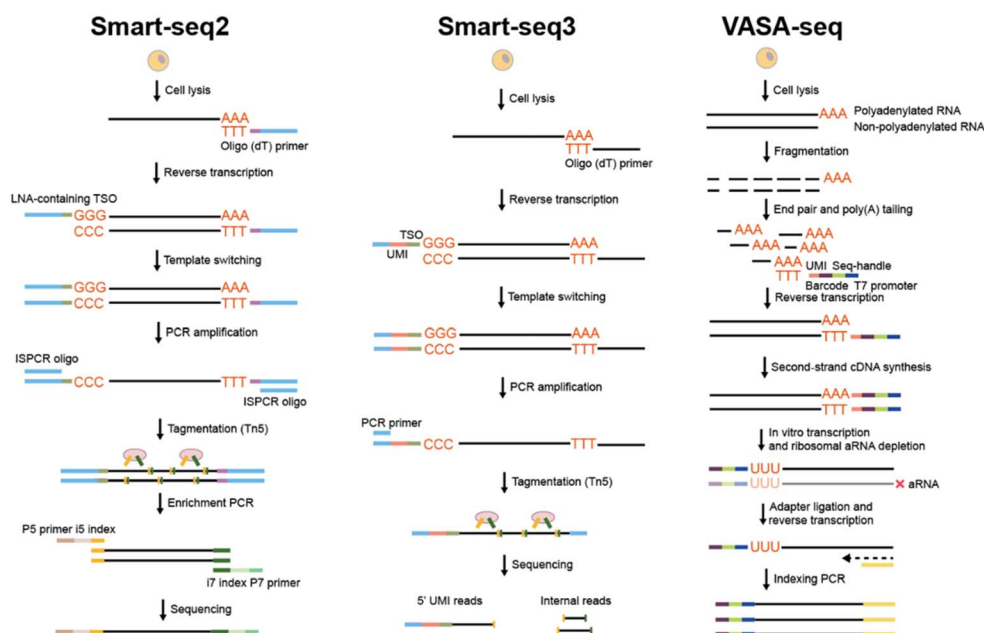 Smart-seq2
Cell lysis
AAA
TTT
Oligo (dT) primer
Reverse transcription
LNA-containing TSO
GGG
AAA
CCC
TTT
Template switching
GGG
AAA
CCC
TTT
PCR amplification
ISPCR oligo
CCC
TTT
ISPCR oligo
Tagmentation (Tn5)
Enrichment PCR
P5 primer i5 index
i7 index P7 primer
Sequencing
Smart-seq3
Cell lysis
AAA
TTT
Oligo (dT) primer
Reverse transcription
TSO
GGG
AAA
UMI
CCC
TTT
Template switching
GGG
AAA
CCC
TTT
PCR amplification
PCR primer
CCC
TTT
Tagmentation (Tn5)
Sequencing
5' UMI reads
Internal reads
VASA-seq
Cell lysis
AAA
Polyadenylated RNA
Non-polyadenylated RNA
Fragmentation
AAA
End pair and poly(A) tailing
AAA
AAA
AAA
AAA
AAA
TTT
UMI Seq-handle
Barcode T7 promoter
Reverse transcription
AAA
TTT
Second-strand cDNA synthesis
AAA
TTT
In vitro transcription
and ribosomal aRNA depletion
UUU
UUU
aRNA
Adapter ligation and
reverse transcription
UUU
Indexing PCR